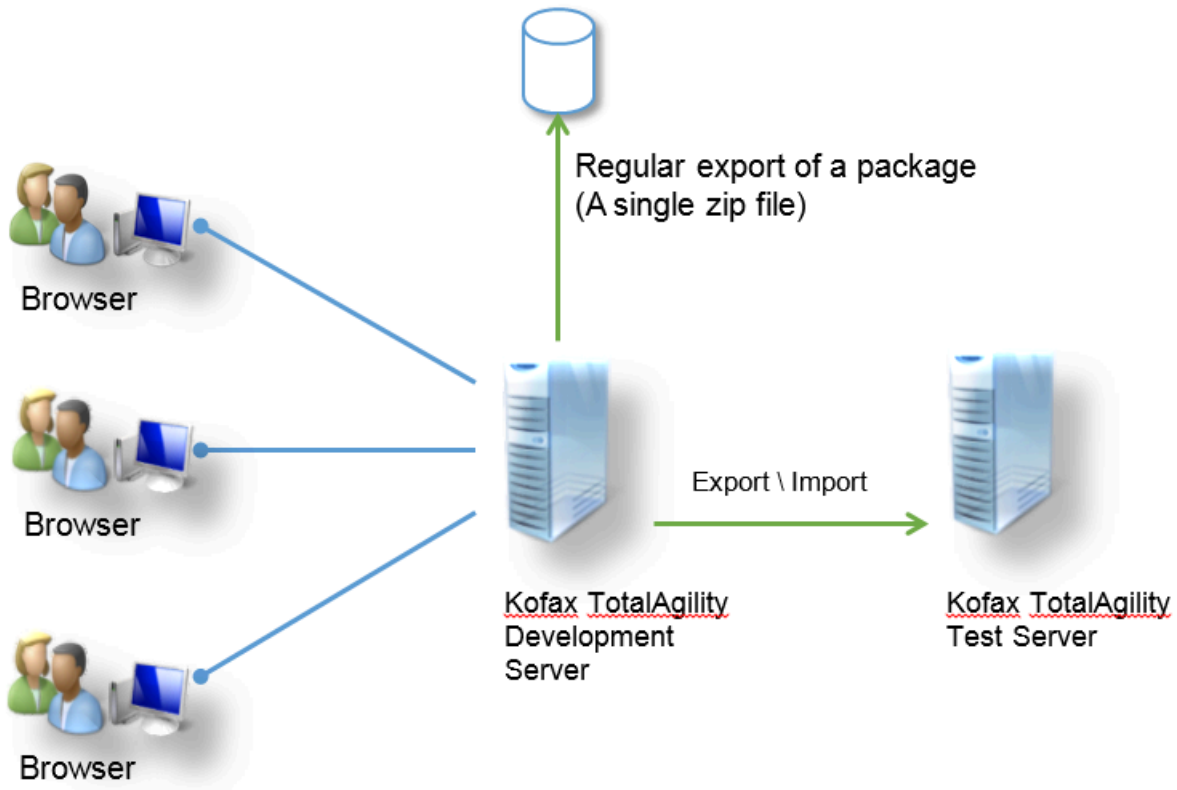 Regular export of a package
(A single zip file)
Browser
Browser
Export \ Import
Kofax TotalAgility
Development
Server
Kofax TotalAgility
Test Server
Browser